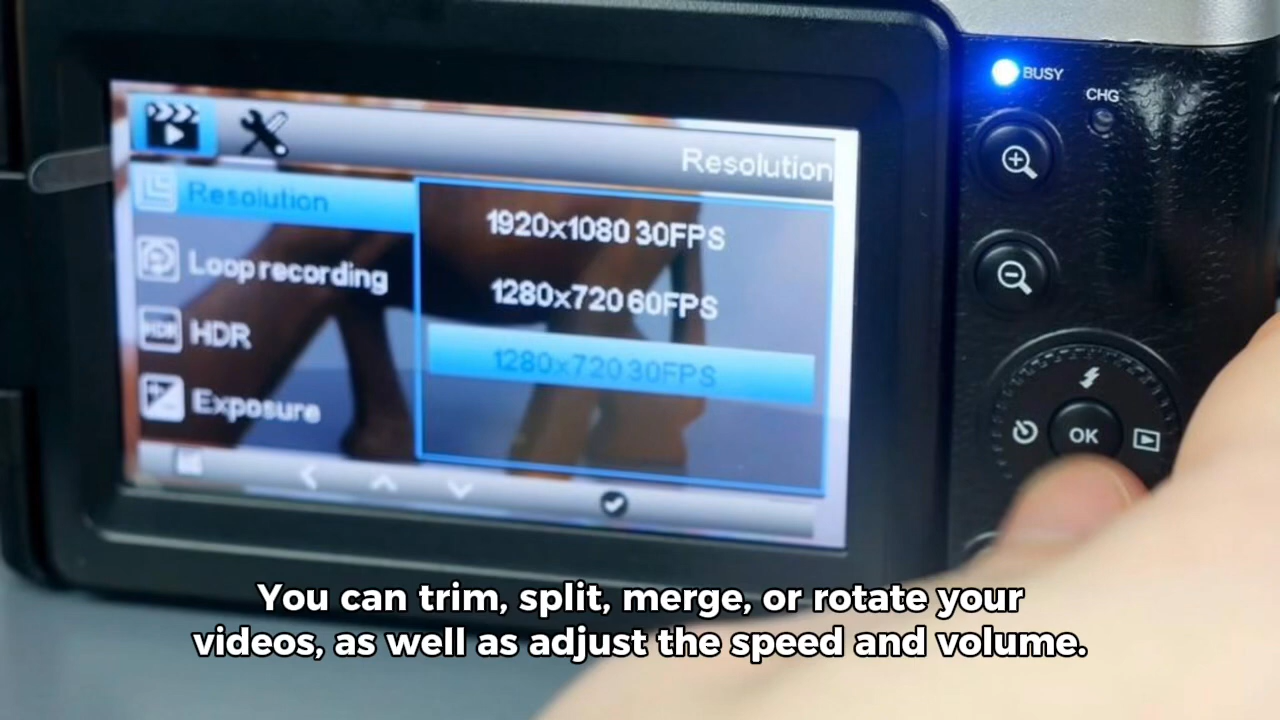 BUSY
CHG
Resolution
Resolution
1920x1080 30FPS
Loop recording
1280x720 60FPS
HDR
HDR
1280x720 30FPS
Exposure
OK
You can trim, split, merge, or rotate your
videos, as well as adjust the speed and volume.